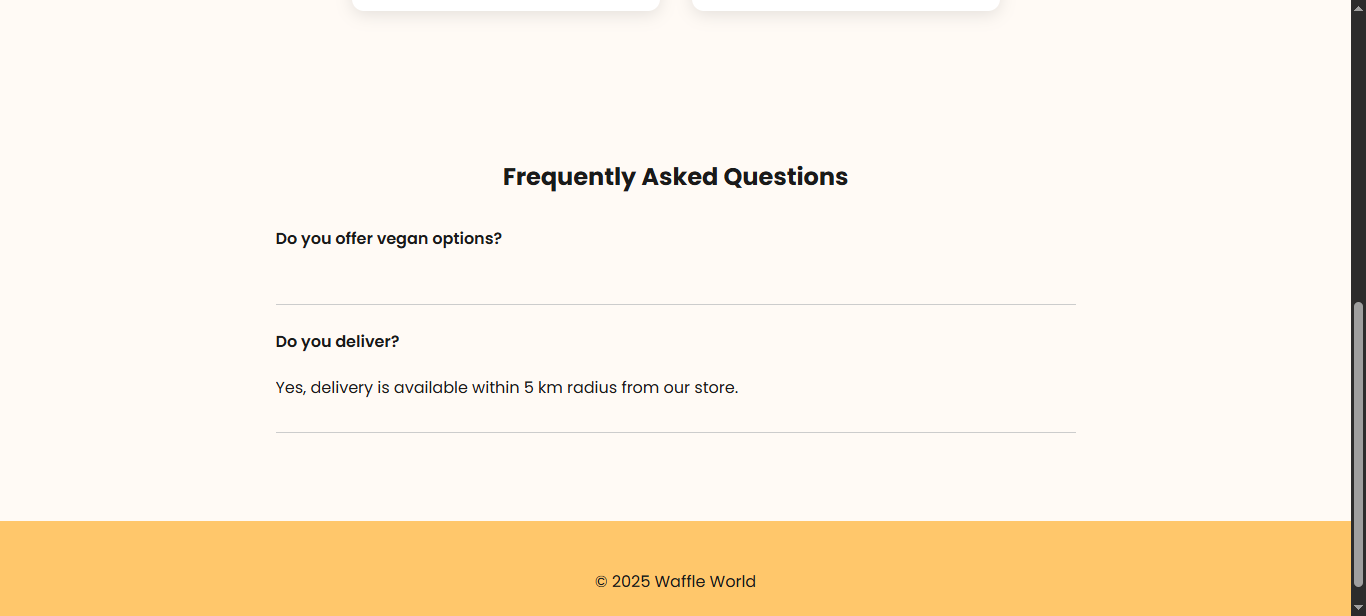 Frequently Asked Questions
Do you offer vegan options?
Do you deliver?
Yes, delivery is available within 5 km radius from our store.
© 2025 Waffle World